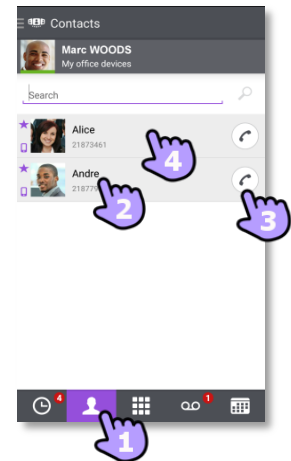 Contacts
Marc WOODS
My office devices
Search
Alice
21873461
4
Andre
2
3
4
1
1